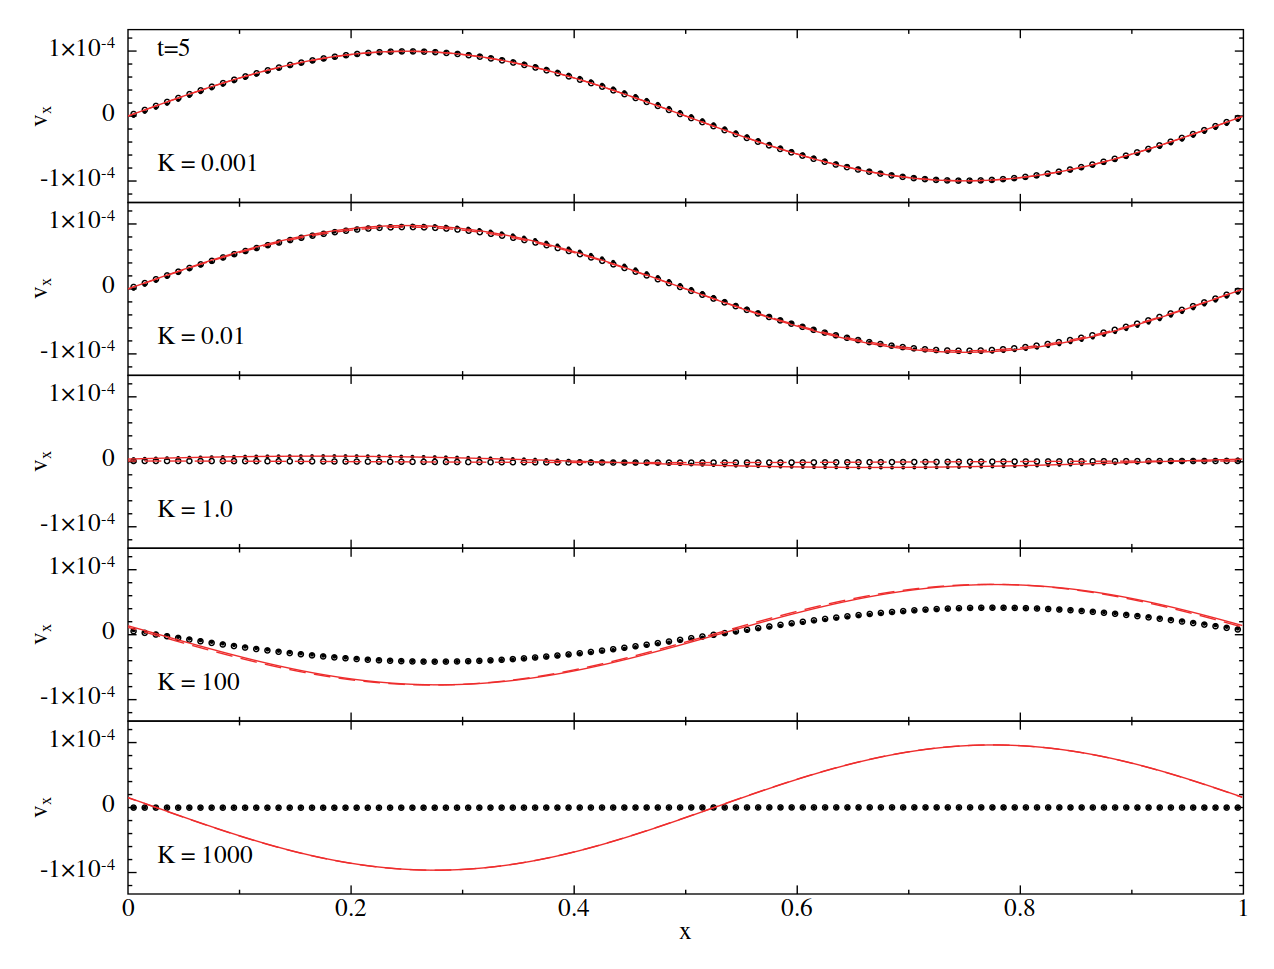 1×10⁻⁴
t=5
vₓ
0
K = 0.001
-1×10⁻⁴
1×10⁻⁴
vₓ
0
K = 0.01
-1×10⁻⁴
1×10⁻⁴
vₓ
0
K = 1.0
-1×10⁻⁴
1×10⁻⁴
vₓ
0
K = 100
-1×10⁻⁴
1×10⁻⁴
vₓ
0
K = 1000
-1×10⁻⁴
0 0.2 0.4 0.6 0.8 1
x